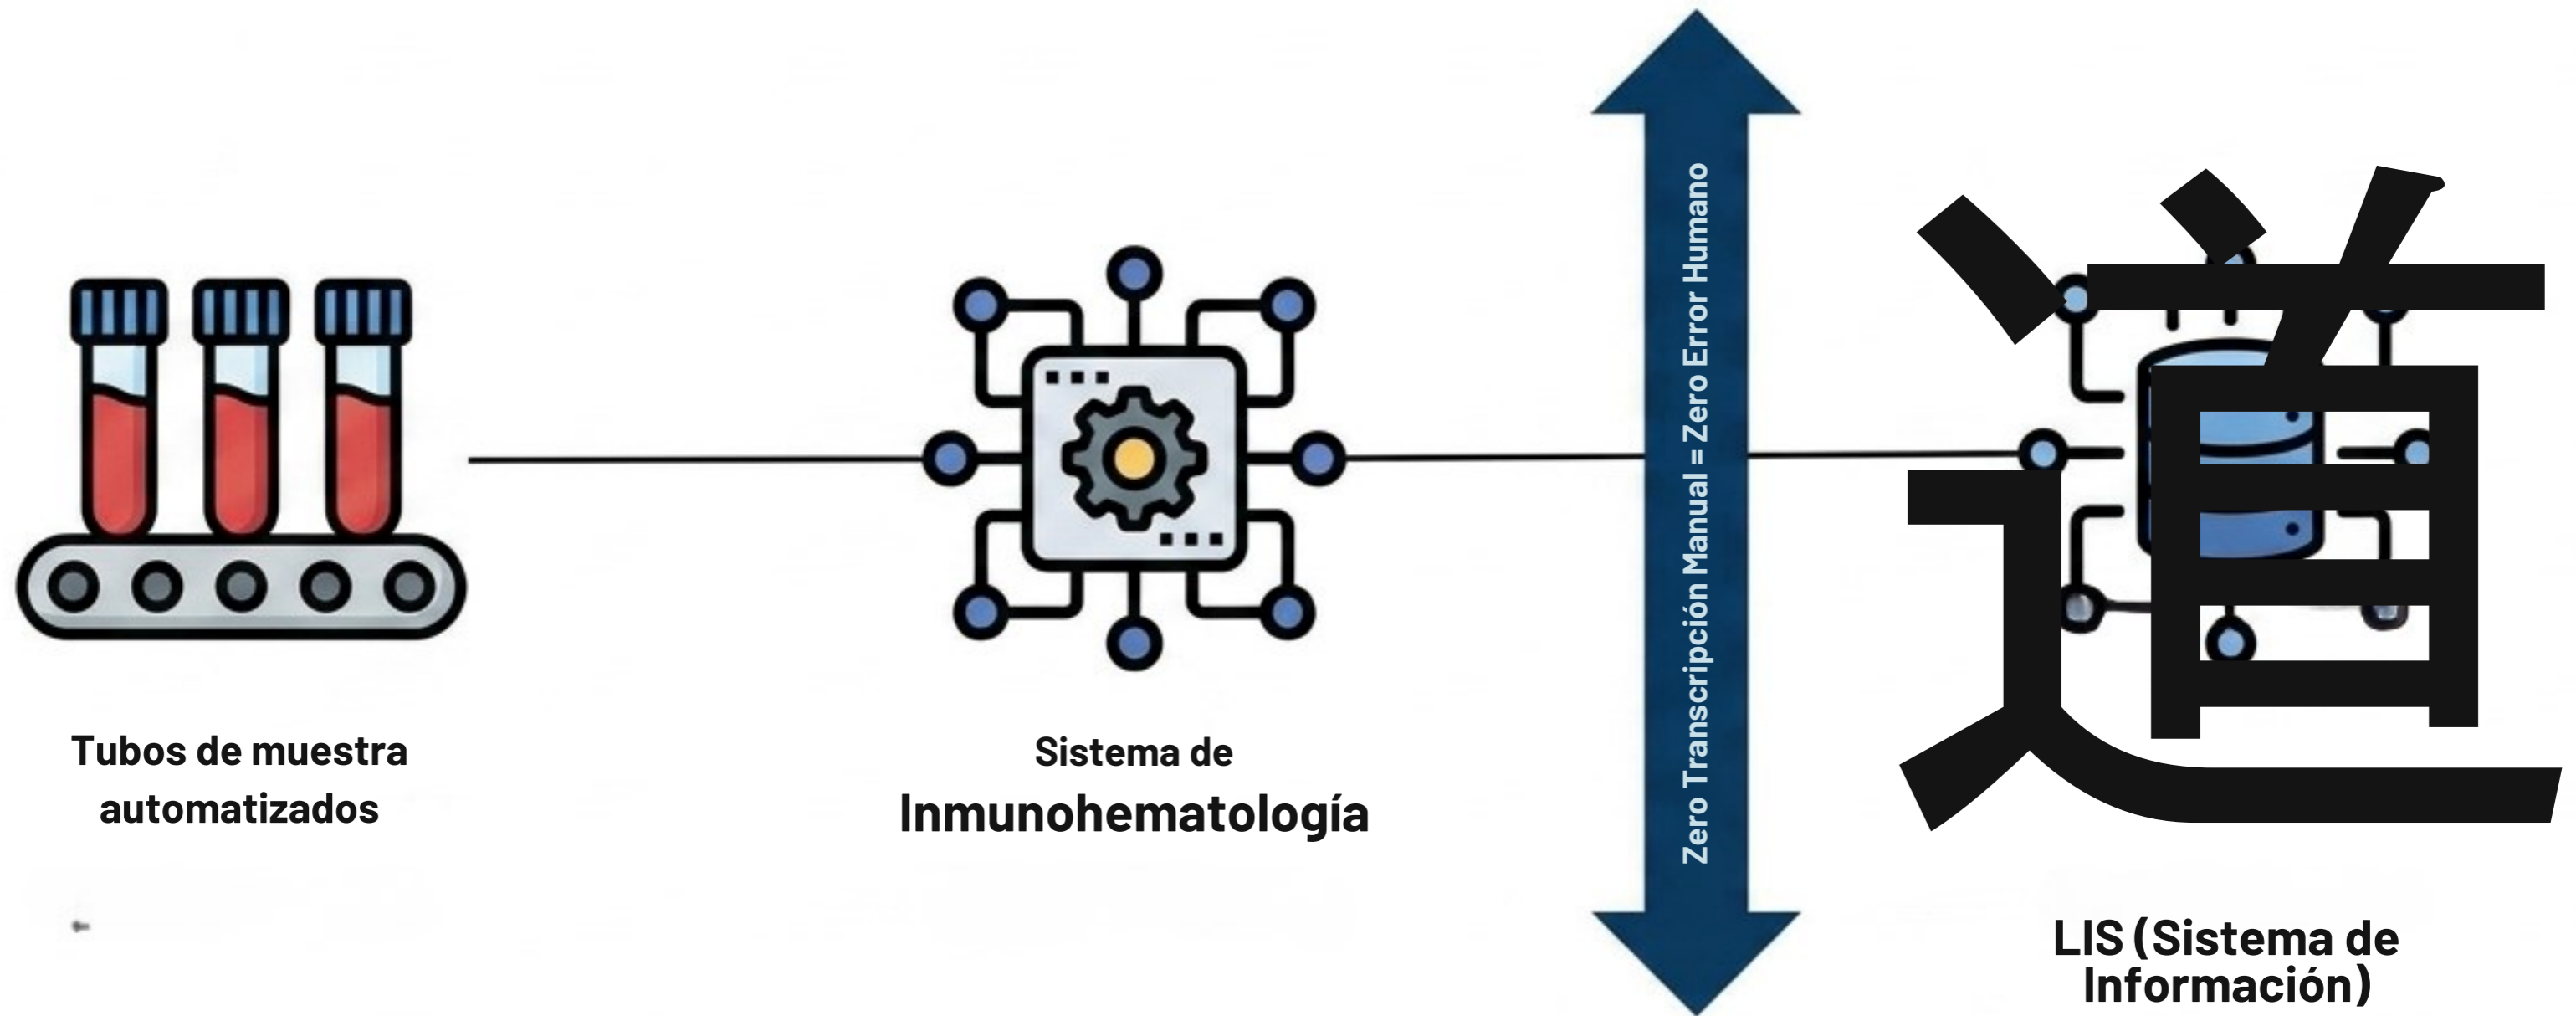 Tubos de muestra
automatizados
Sistema de
Inmunohematología
Zero Transcripción Manual = Zero Error Humano
道
LIS (Sistema de
Información)